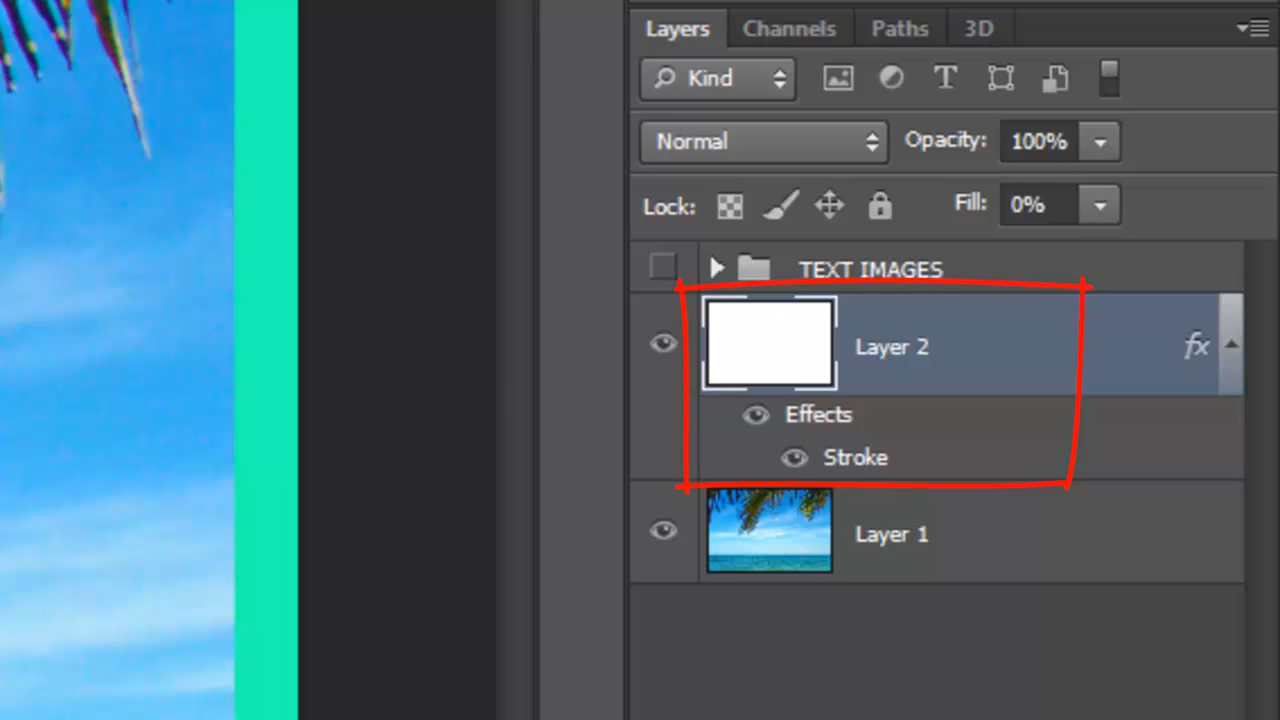 Layers Channels Paths 3D
Kind T
Normal Opacity: 100%
Lock: Fill: 0%
TEXT IMAGES
Layer 2 fx
Effects
Stroke
Layer 1